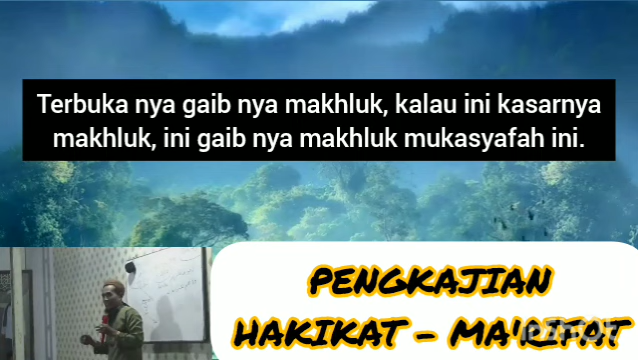 Terbuka nya gaib nya makhluk, kalau ini kasarnya
makhluk, ini gaib nya makhluk mukasyafah ini.
PENGKAJIAN
HAKIKAT - MA'RIFAT